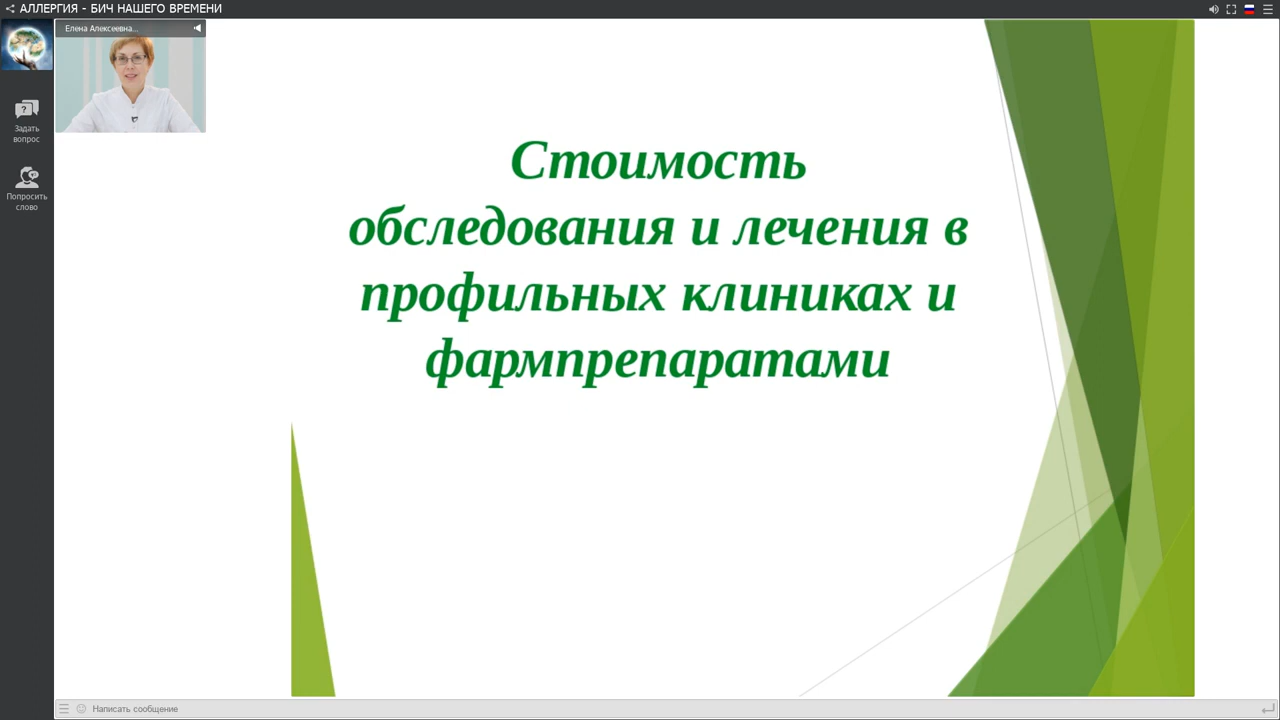 АЛЛЕРГИЯ - БИЧ НАШЕГО ВРЕМЕНИ
Елена Алексеевна...
Задать
вопрос
Попросить
слово
Стоимость
обследования и лечения в
профильных клиниках и
фармпрепаратами
Написать сообщение